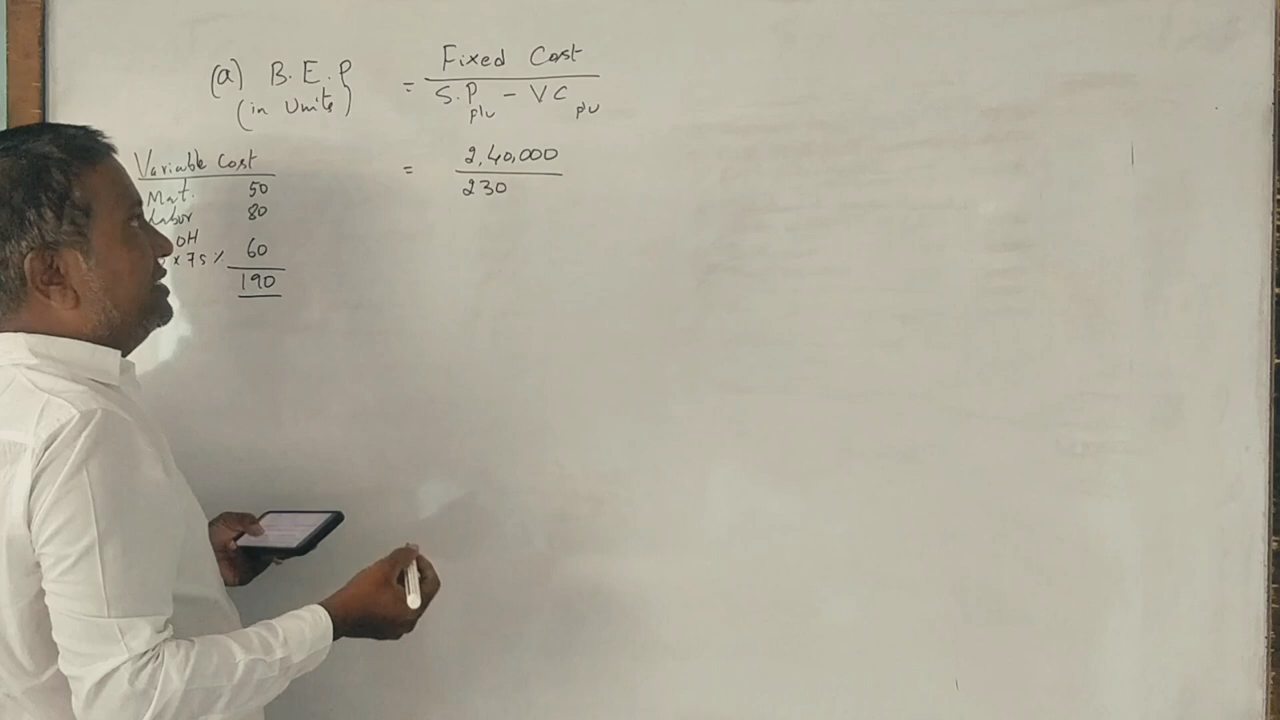 (a) B.E.P (in Units) = Fixed Cost / S.P p/u - VC p/u
= 2,40,000 / 230
Variable Cost
Mat. 50
Labor 80
OH
x 75% 60
190